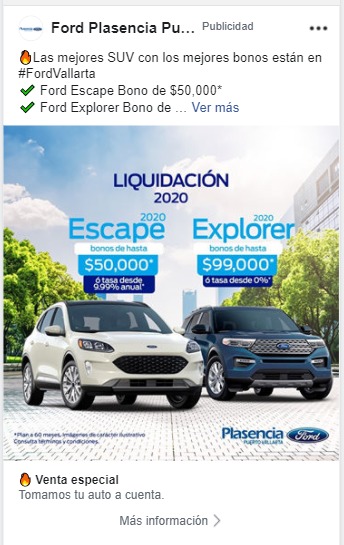 Ford Plasencia Pu... Publicidad
🔥Las mejores SUV con los mejores bonos están en
#FordVallarta
✔ Ford Escape Bono de $50,000*
✔ Ford Explorer Bono de ... Ver más
LIQUIDACIÓN
2020
2020
Escape
bonos de hasta
$50,000*
ó tasa desde
9.99% anual*
2020
Explorer
bonos de hasta
$99,000*
ó tasa desde 0%*
*Plan a 60 meses. Imágenes de carácter ilustrativo
Consulta términos y condiciones.
Plasencia
PUERTO VALLARTA
Ford
🔥 Venta especial
Tomamos tu auto a cuenta.
Más información